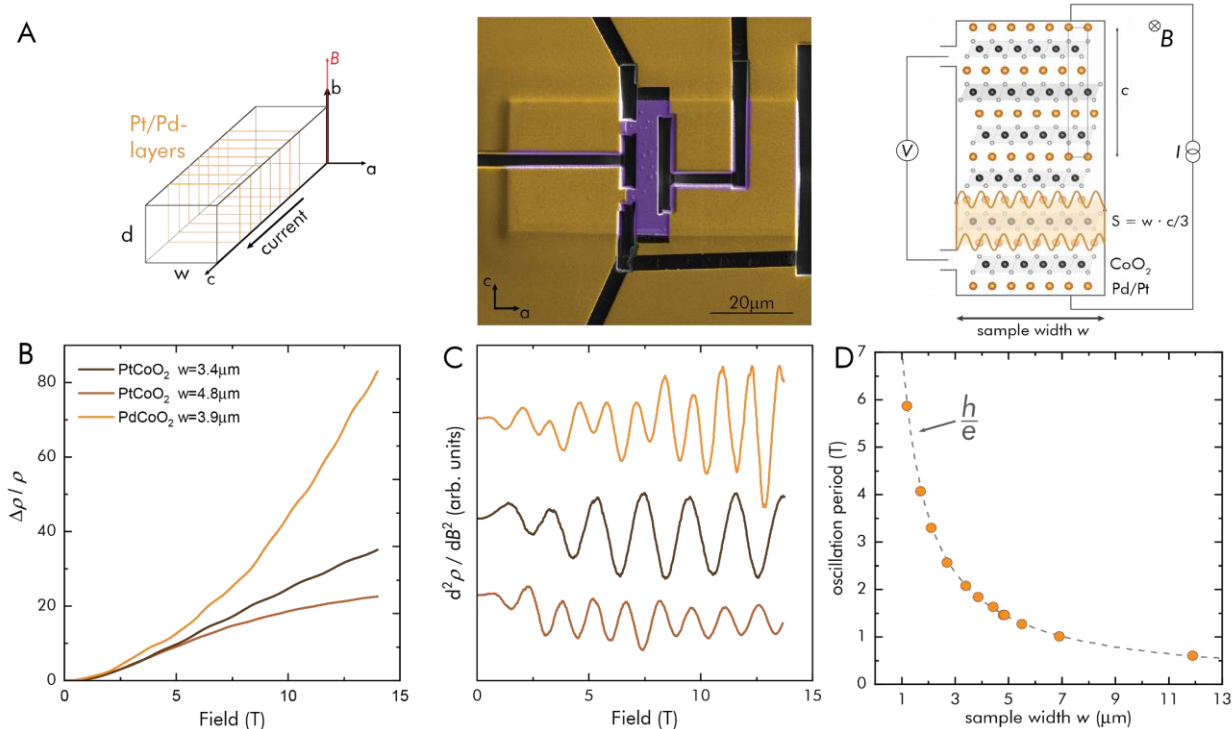 A
B
b
a
Pt/Pd-
layers
current
d
w
c
c
a
20μm
B
c
V
I
S = w · c/3
CoO₂
Pd/Pt
sample width w
B
Δρ / ρ
80
60
40
20
0
PtCoO₂ w=3.4μm
PtCoO₂ w=4.8μm
PdCoO₂ w=3.9μm
0
5
10
15
Field (T)
C
d²ρ / dB² (arb. units)
0
5
10
15
Field (T)
D
oscillation period (T)
7
6
5
4
3
2
1
0
h
e
1
3
5
7
9
11
13
sample width w (μm)